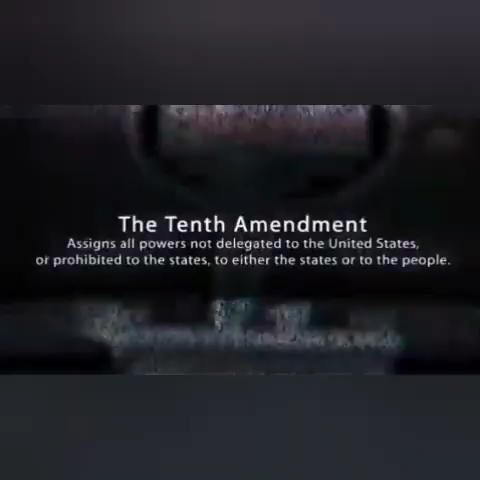 The Tenth Amendment
Assigns all powers not delegated to the United States,
or prohibited to the states, to either the states or to the people.